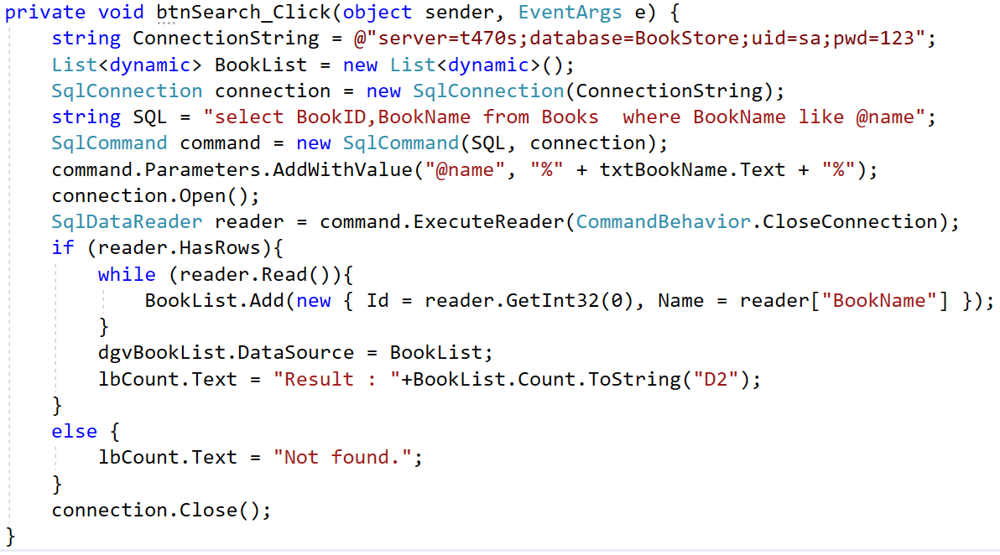 private void btnSearch_Click(object sender, EventArgs e) {
    string ConnectionString = @"server=t470s;database=BookStore;uid=sa;pwd=123";
    List<dynamic> BookList = new List<dynamic>();
    SqlConnection connection = new SqlConnection(ConnectionString);
    string SQL = "select BookID,BookName from Books  where BookName like @name";
    SqlCommand command = new SqlCommand(SQL, connection);
    command.Parameters.AddWithValue("@name", "%" + txtBookName.Text + "%");
    connection.Open();
    SqlDataReader reader = command.ExecuteReader(CommandBehavior.CloseConnection);
    if (reader.HasRows){
        while (reader.Read()){
            BookList.Add(new { Id = reader.GetInt32(0), Name = reader["BookName"] });
        }
        dgvBookList.DataSource = BookList;
        lbCount.Text = "Result : "+BookList.Count.ToString("D2");
    }
    else {
        lbCount.Text = "Not found.";
    }
    connection.Close();
}